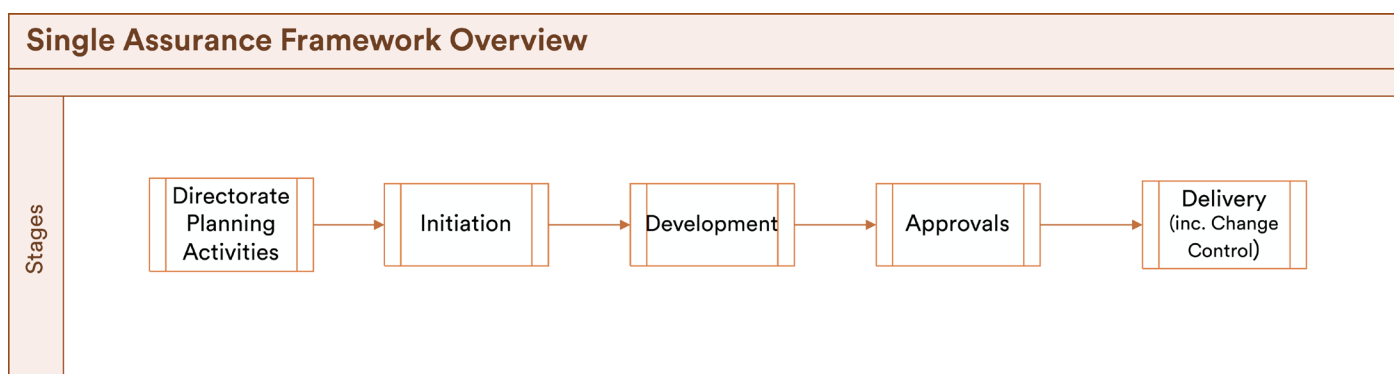 Single Assurance Framework Overview
Stages
Directorate
Planning
Activities
Initiation
Development
Approvals
Delivery
(inc. Change
Control)